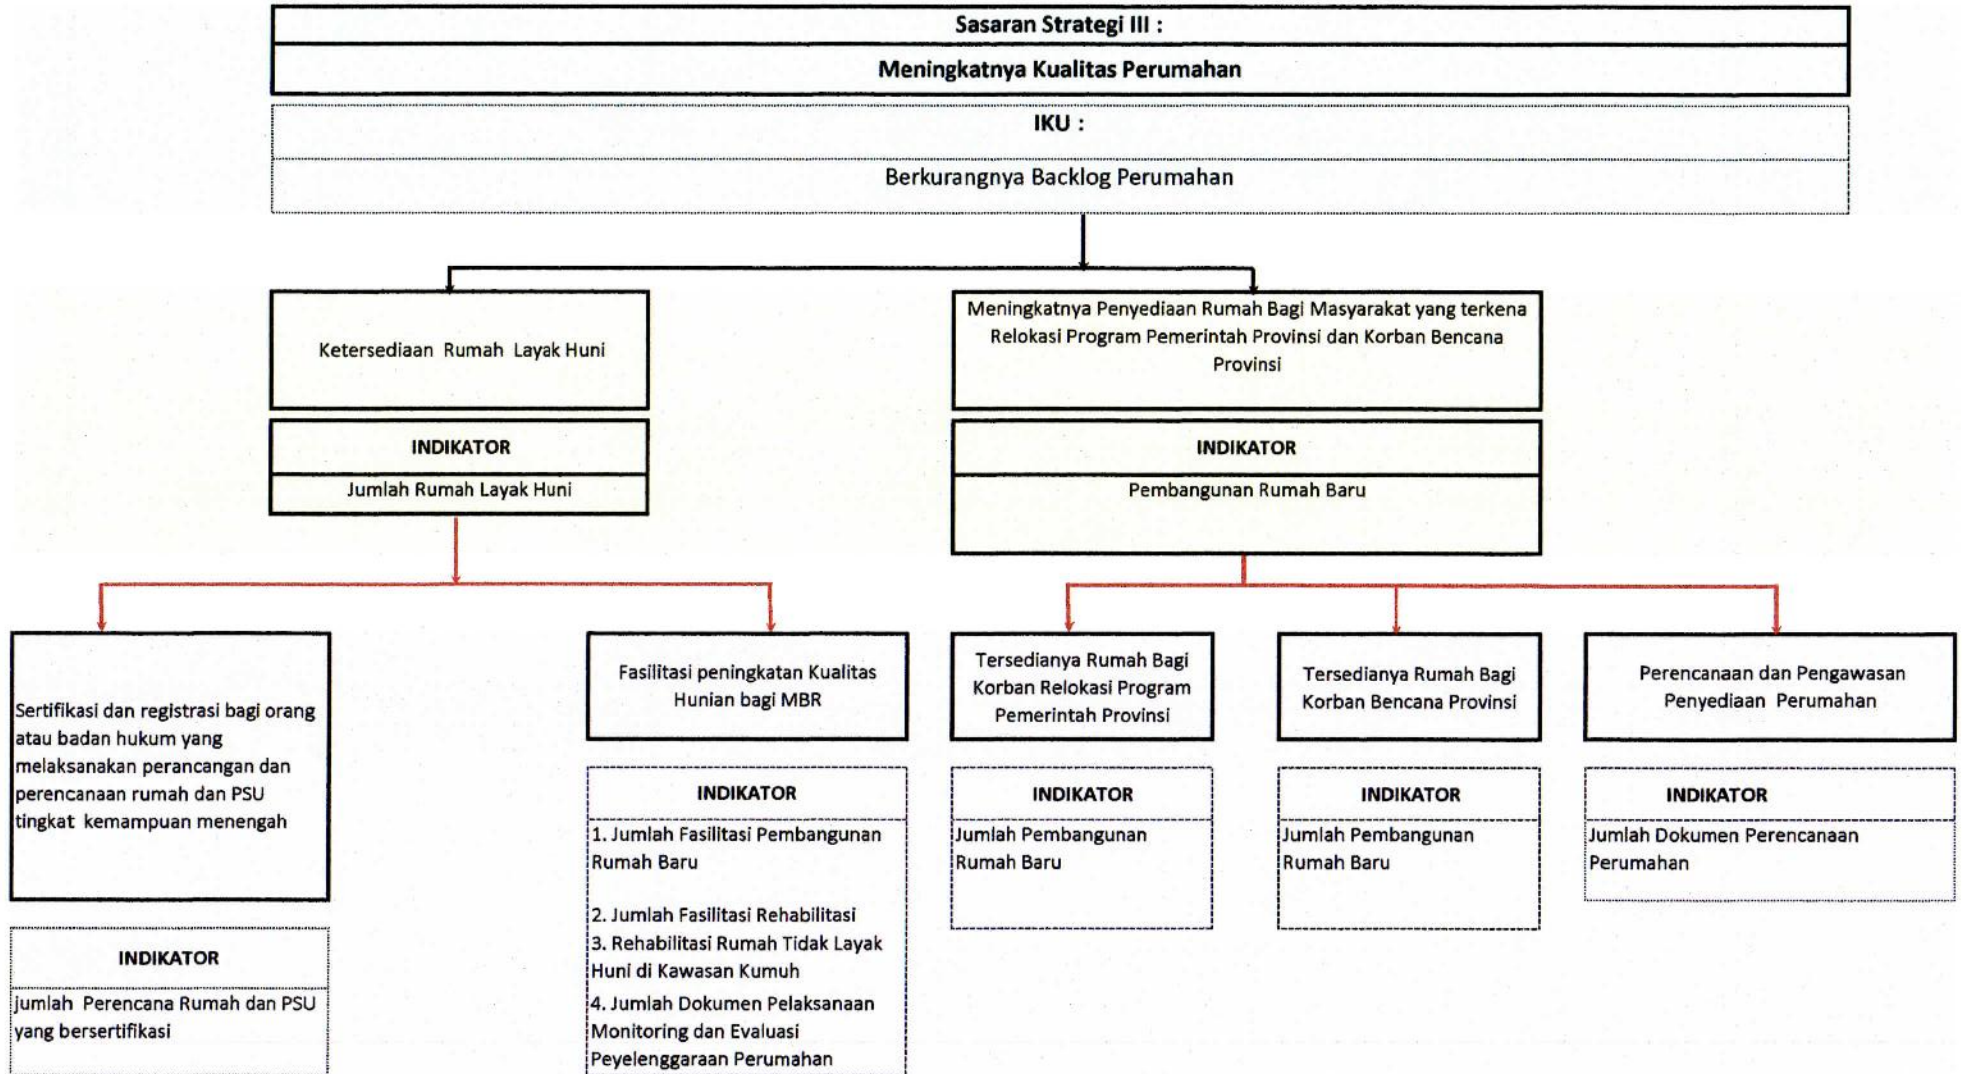 Sasaran Strategi III :
Meningkatnya Kualitas Perumahan
IKU :
Berkurangnya Backlog Perumahan
Ketersediaan Rumah Layak Huni
INDIKATOR
Jumlah Rumah Layak Huni
Meningkatnya Penyediaan Rumah Bagi Masyarakat yang terkena
Relokasi Program Pemerintah Provinsi dan Korban Bencana
Provinsi
INDIKATOR
Pembangunan Rumah Baru
Sertifikasi dan registrasi bagi orang
atau badan hukum yang
melaksanakan perancangan dan
perencanaan rumah dan PSU
tingkat kemampuan menengah
INDIKATOR
jumlah Perencana Rumah dan PSU
yang bersertifikasi
Fasilitasi peningkatan Kualitas
Hunian bagi MBR
INDIKATOR
1. Jumlah Fasilitasi Pembangunan
Rumah Baru
2. Jumlah Fasilitasi Rehabilitasi
3. Rehabilitasi Rumah Tidak Layak
Huni di Kawasan Kumuh
4. Jumlah Dokumen Pelaksanaan
Monitoring dan Evaluasi
Peyelenggaraan Perumahan
Tersedianya Rumah Bagi
Korban Relokasi Program
Pemerintah Provinsi
INDIKATOR
Jumlah Pembangunan
Rumah Baru
Tersedianya Rumah Bagi
Korban Bencana Provinsi
INDIKATOR
Jumlah Pembangunan
Rumah Baru
Perencanaan dan Pengawasan
Penyediaan Perumahan
INDIKATOR
Jumlah Dokumen Perencanaan
Perumahan